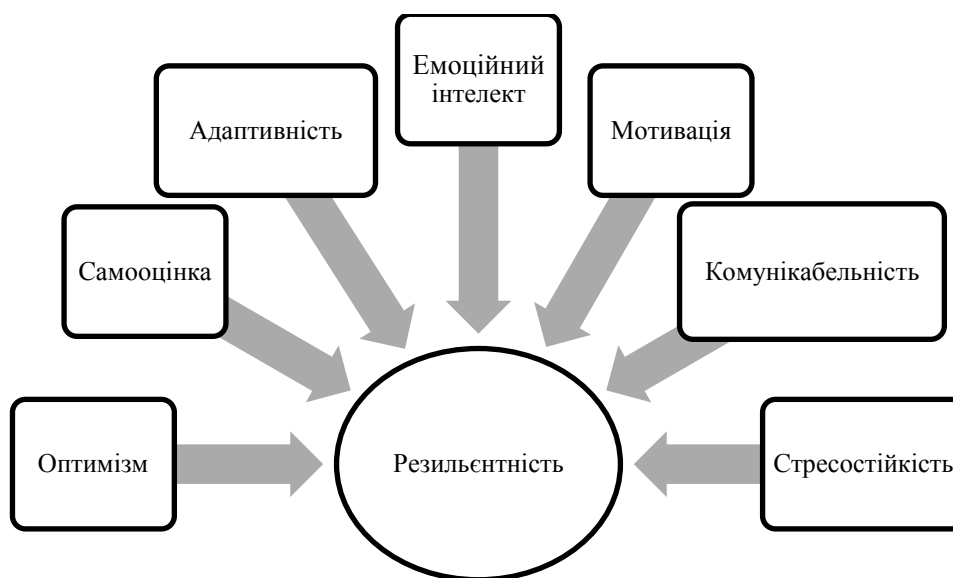 Емоційний
інтелект
Адаптивність
Мотивація
Самооцінка
Комунікабельність
Оптимізм
Резильєнтність
Стресостійкість